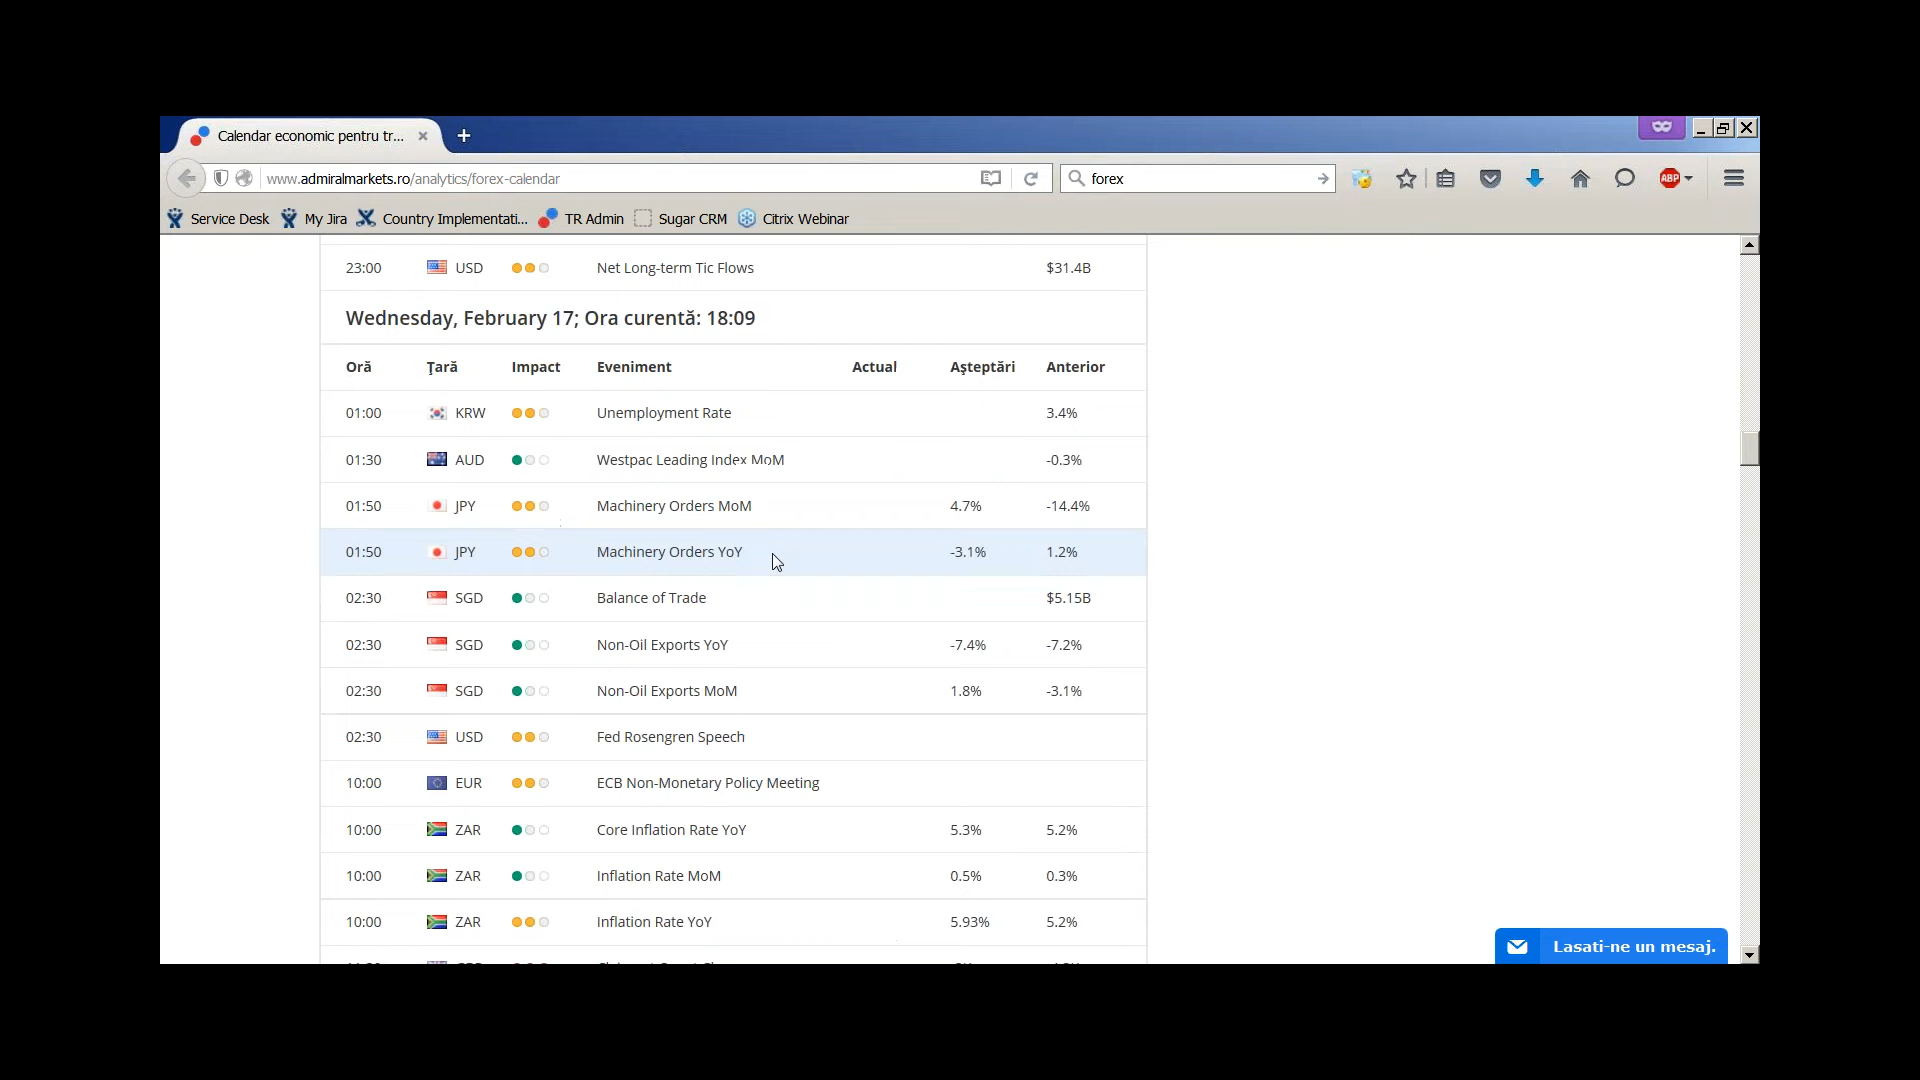 Calendar economic pentru tr...
www.admiralmarkets.ro/analytics/forex-calendar
forex
ABP
Service Desk My Jira Country Implementati... TR Admin Sugar CRM Citrix Webinar
23:00 USD Net Long-term Tic Flows $31.4B
Wednesday, February 17; Ora curentă: 18:09
Oră Ţară Impact Eveniment Actual Aşteptări Anterior
01:00 KRW Unemployment Rate 3.4%
01:30 AUD Westpac Leading Index MoM -0.3%
01:50 JPY Machinery Orders MoM 4.7% -14.4%
01:50 JPY Machinery Orders YoY -3.1% 1.2%
02:30 SGD Balance of Trade $5.15B
02:30 SGD Non-Oil Exports YoY -7.4% -7.2%
02:30 SGD Non-Oil Exports MoM 1.8% -3.1%
02:30 USD Fed Rosengren Speech
10:00 EUR ECB Non-Monetary Policy Meeting
10:00 ZAR Core Inflation Rate YoY 5.3% 5.2%
10:00 ZAR Inflation Rate MoM 0.5% 0.3%
10:00 ZAR Inflation Rate YoY 5.93% 5.2%
Lasati-ne un mesaj.